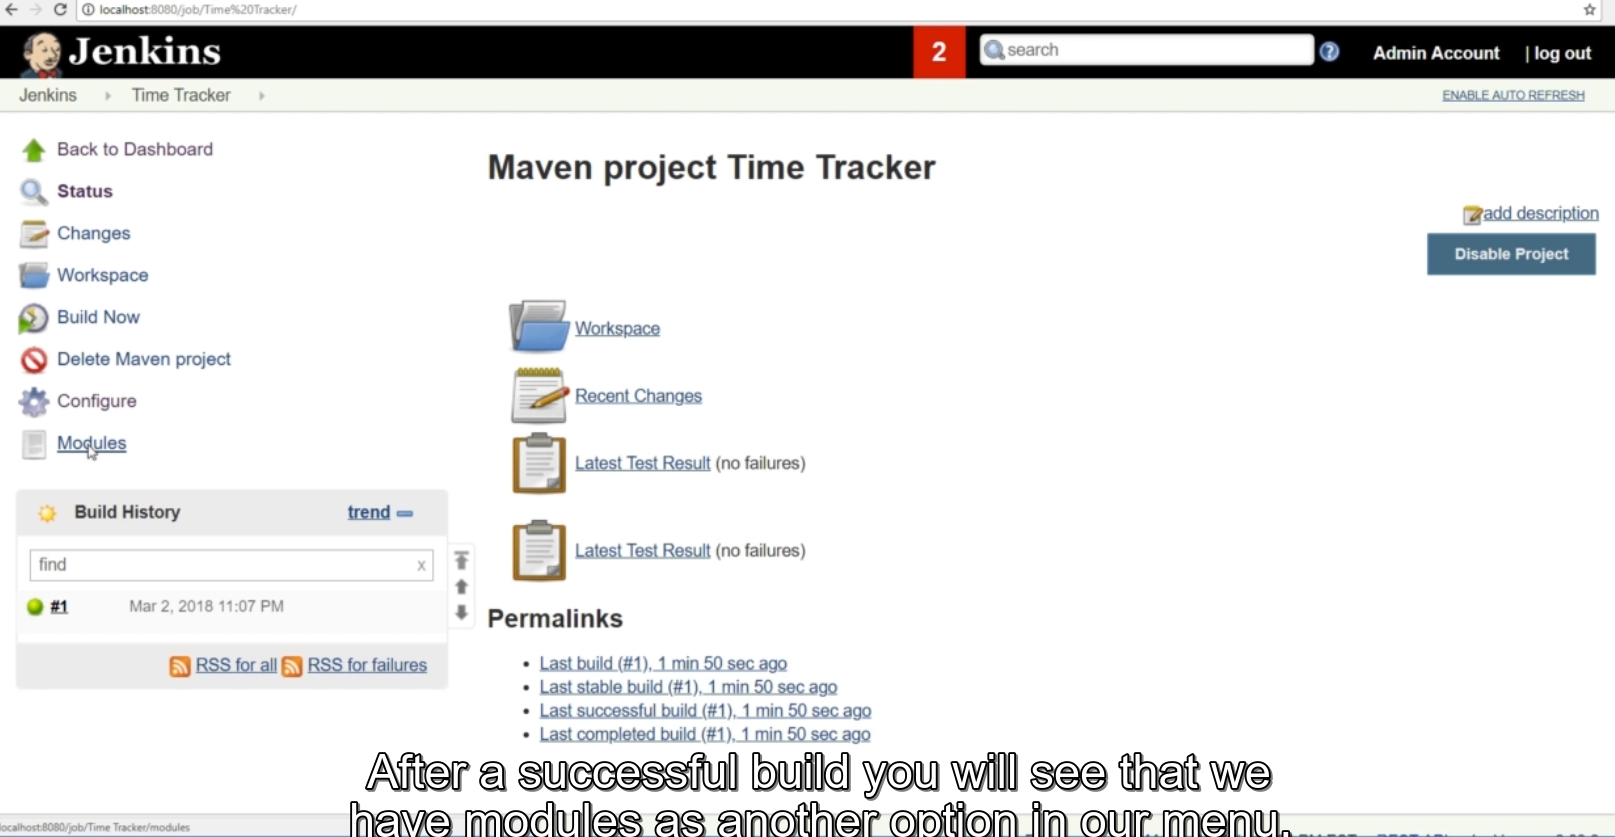 localhost:8080/job/Time%20Tracker/
Jenkins
2
search
Admin Account
| log out
Jenkins
Time Tracker
ENABLE AUTO REFRESH
Back to Dashboard
Status
Changes
Workspace
Build Now
Delete Maven project
Configure
Modules
Build History
trend
find
x
#1
Mar 2, 2018 11:07 PM
RSS for all
RSS for failures
Maven project Time Tracker
add description
Disable Project
Workspace
Recent Changes
Latest Test Result (no failures)
Latest Test Result (no failures)
Permalinks
Last build (#1), 1 min 50 sec ago
Last stable build (#1), 1 min 50 sec ago
Last successful build (#1), 1 min 50 sec ago
Last completed build (#1), 1 min 50 sec ago
After a successful build you will see that we
have modules as another option in our menu.
localhost:8080/job/Time Tracker/modules